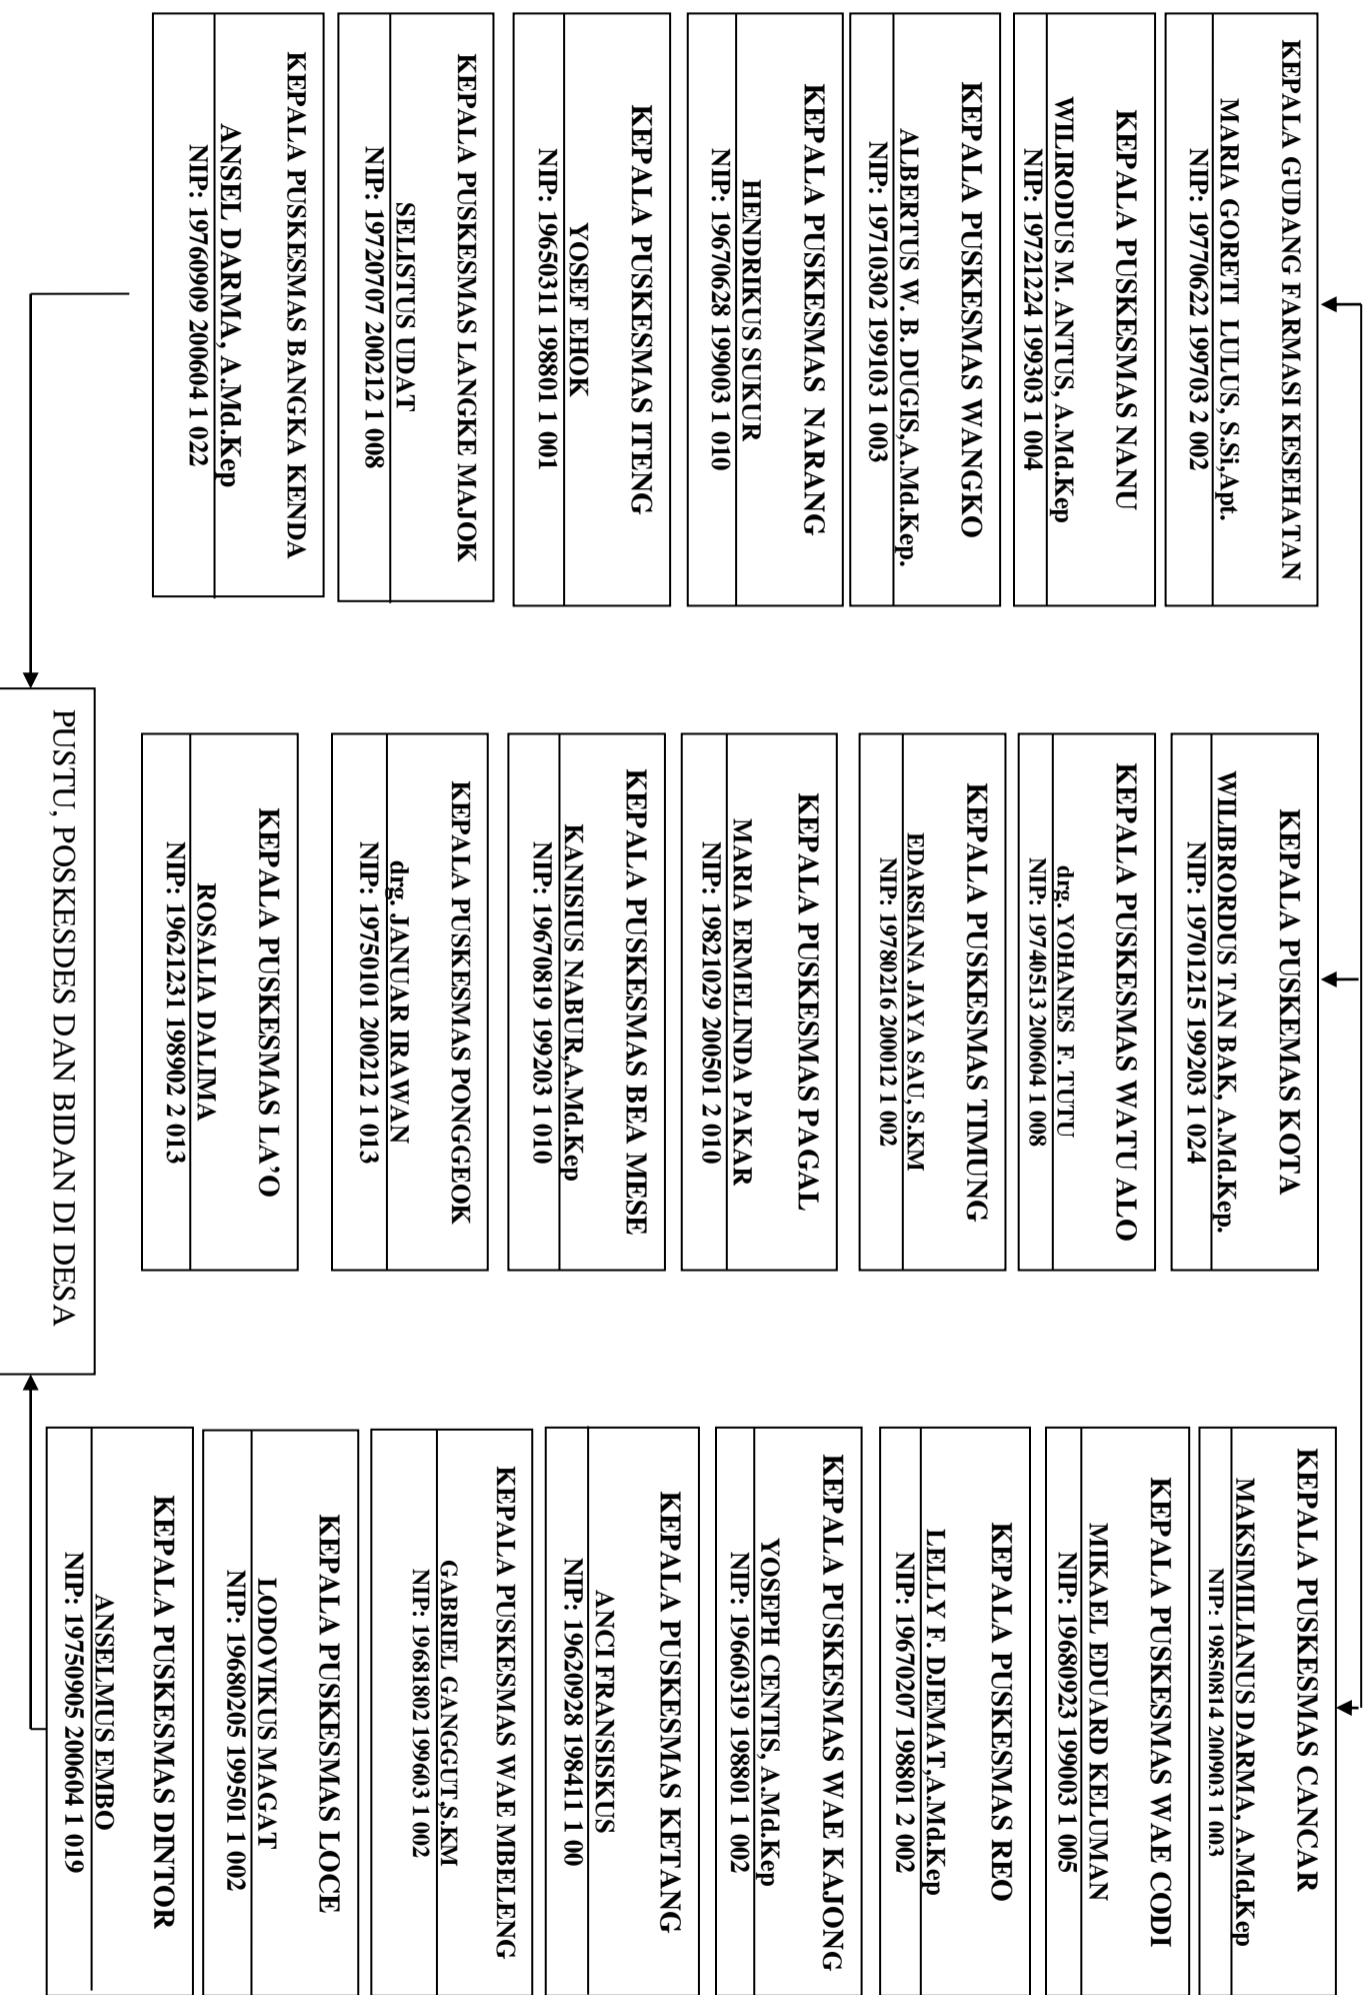 KEPALA GUDANG FARMASI KESEHATAN
MARIA GORETI LULUS, S.Si,Apt.
NIP: 19770622 199703 2 002
KEPALA PUSKESMAS NANU
WILIRODUS M. ANTUS, A.Md.Kep
NIP: 19721224 199303 1 004
KEPALA PUSKESMAS WANGKO
ALBERTUS W. B. DUGIS,A.Md.Kep.
NIP: 19710302 199103 1 003
KEPALA PUSKESMAS NARANG
HENDRIKUS SUKUR
NIP: 19670628 199003 1 010
KEPALA PUSKESMAS ITENG
YOSEF EHOK
NIP: 19650311 198801 1 001
KEPALA PUSKESMAS LANGKE MAJOK
SELISTUS UDAT
NIP: 19720707 200212 1 008
KEPALA PUSKESMAS BANGKA KENDA
ANSEL DARMA, A.Md.Kep
NIP: 19760909 200604 1 022
KEPALA PUSKEMAS KOTA
WILIBRORDUS TAN BAK, A.Md.Kep.
NIP: 19701215 199203 1 024
KEPALA PUSKESMAS WATU ALO
drg. YOHANES F. TUTU
NIP: 19740513 200604 1 008
KEPALA PUSKESMAS TIMUNG
EDARSIANA JAYA SAU, S.KM
NIP: 19780216 200012 1 002
KEPALA PUSKESMAS PAGAL
MARIA ERMELINDA PAKAR
NIP: 19821029 200501 2 010
KEPALA PUSKESMAS BEA MESE
KANISIUS NABUR,A.Md.Kep
NIP: 19670819 199203 1 010
KEPALA PUSKESMAS PONGGEOK
drg. JANUAR IRAWAN
NIP: 19750101 200212 1 013
KEPALA PUSKESMAS LA’O
ROSALIA DALIMA
NIP: 19621231 198902 2 013
KEPALA PUSKESMAS CANCAR
MAKSIMILIANUS DARMA, A.Md,Kep
NIP: 19850814 200903 1 003
KEPALA PUSKESMAS WAE CODI
MIKAEL EDUARD KELUMAN
NIP: 19680923 199003 1 005
KEPALA PUSKESMAS REO
LELLY F. DJEMAT,A.Md.Kep
NIP: 19670207 198801 2 002
KEPALA PUSKESMAS WAE KAJONG
YOSEPH CENTIS, A.Md.Kep
NIP: 19660319 198801 1 002
KEPALA PUSKESMAS KETANG
ANCI FRANSISKUS
NIP: 19620928 198411 1 00
KEPALA PUSKESMAS WAE MBELENG
GABRIEL GANGGUT,S.KM
NIP: 19681802 199603 1 002
KEPALA PUSKESMAS LOCE
LODOVIKUS MAGAT
NIP: 19680205 199501 1 002
KEPALA PUSKESMAS DINTOR
ANSELMUS EMBO
NIP: 19750905 200604 1 019
PUSTU, POSKESDES DAN BIDAN DI DESA